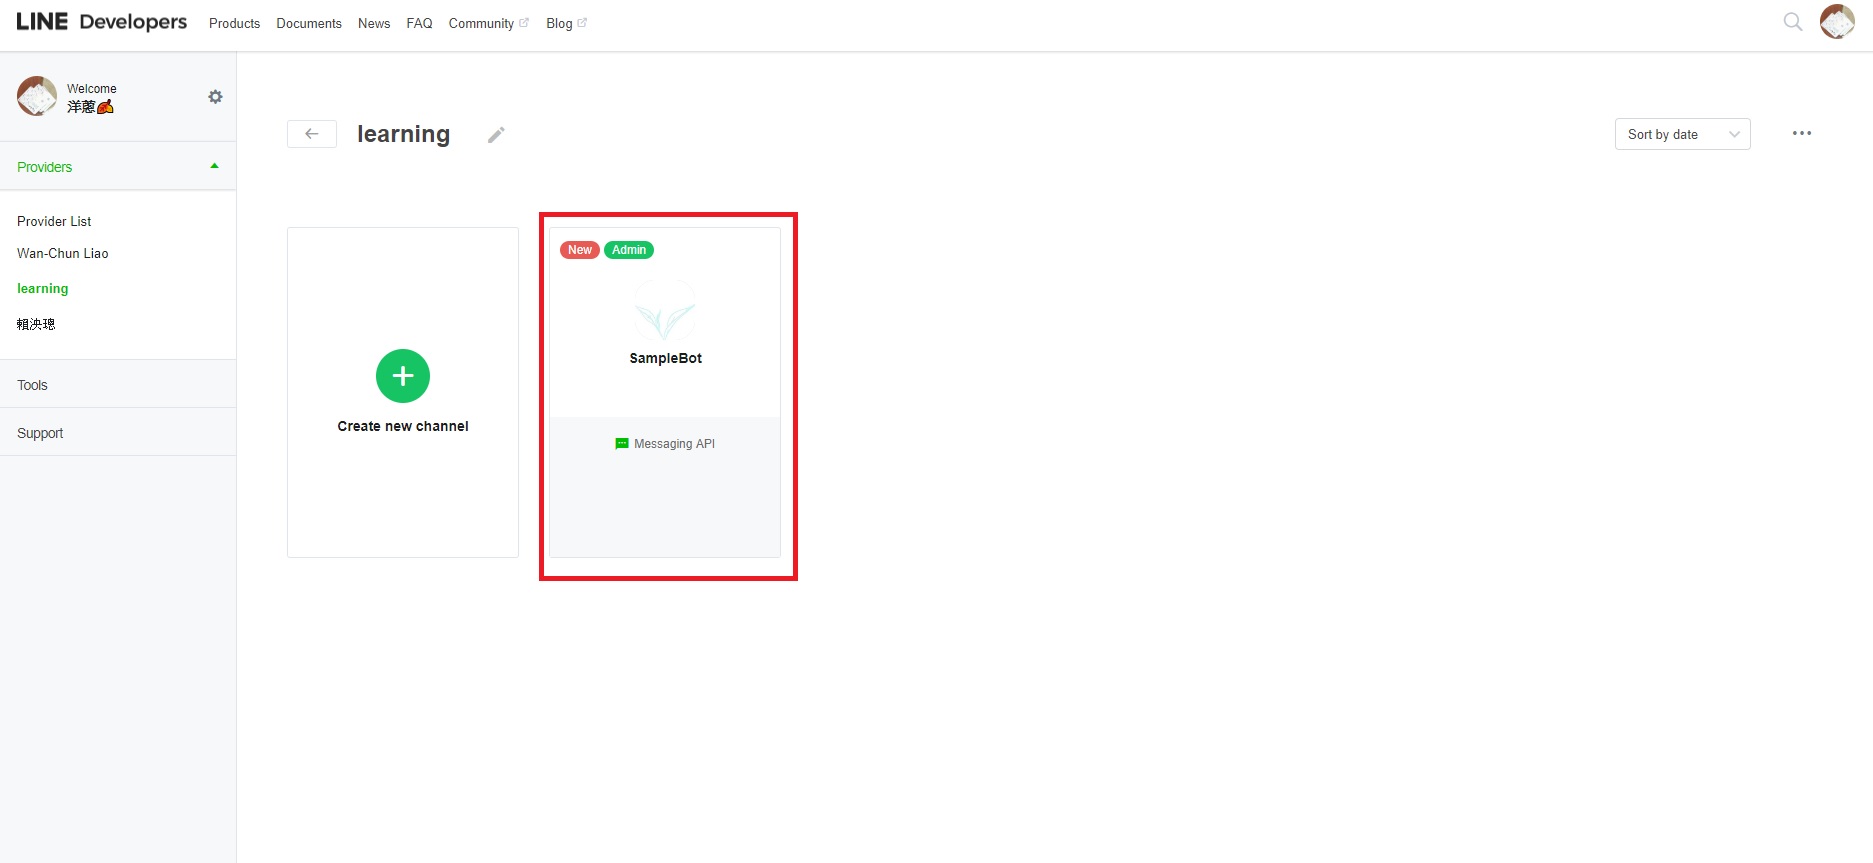 LINE Developers Products Documents News FAQ Community Blog
Welcome
洋蔥
Providers
Provider List
Wan-Chun Liao
learning
賴泱璁
Tools
Support
learning
Sort by date
Create new channel
New Admin
SampleBot
Messaging API